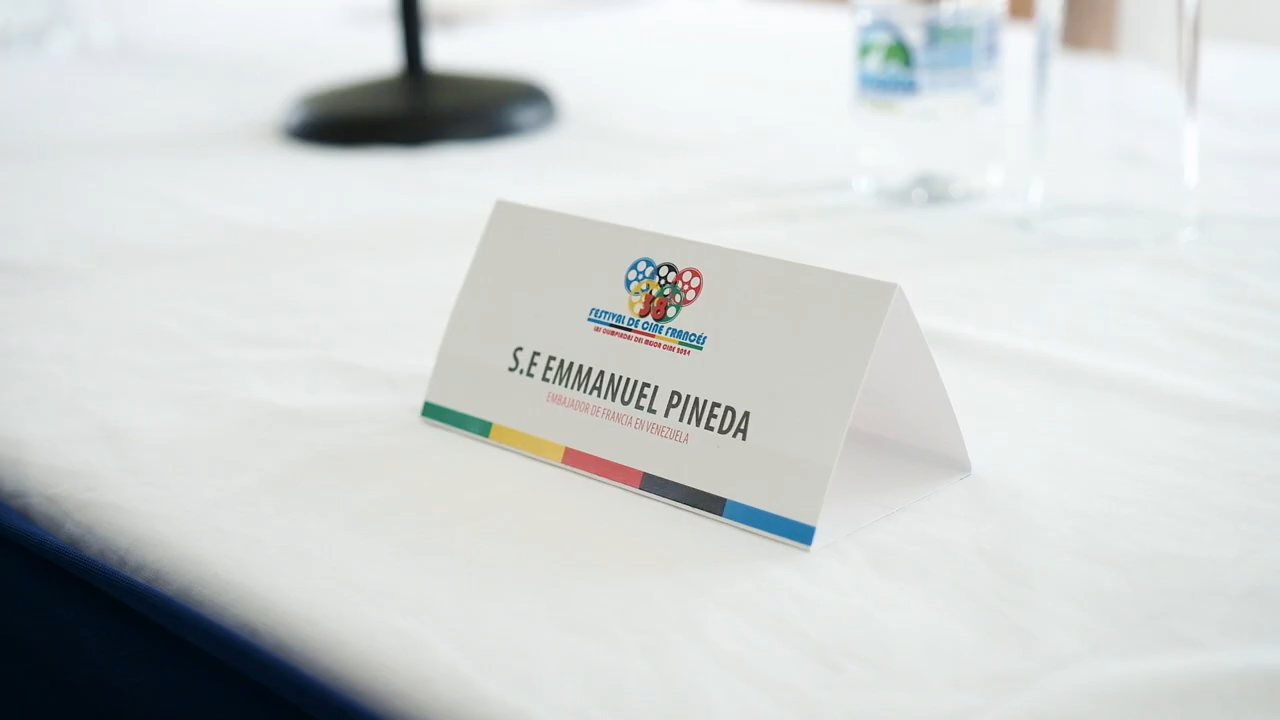 38
FESTIVAL DE CINE FRANCÉS
LAS OLIMPIADAS DEL MEJOR CINE 2024
S.E EMMANUEL PINEDA
EMBAJADOR DE FRANCIA EN VENEZUELA